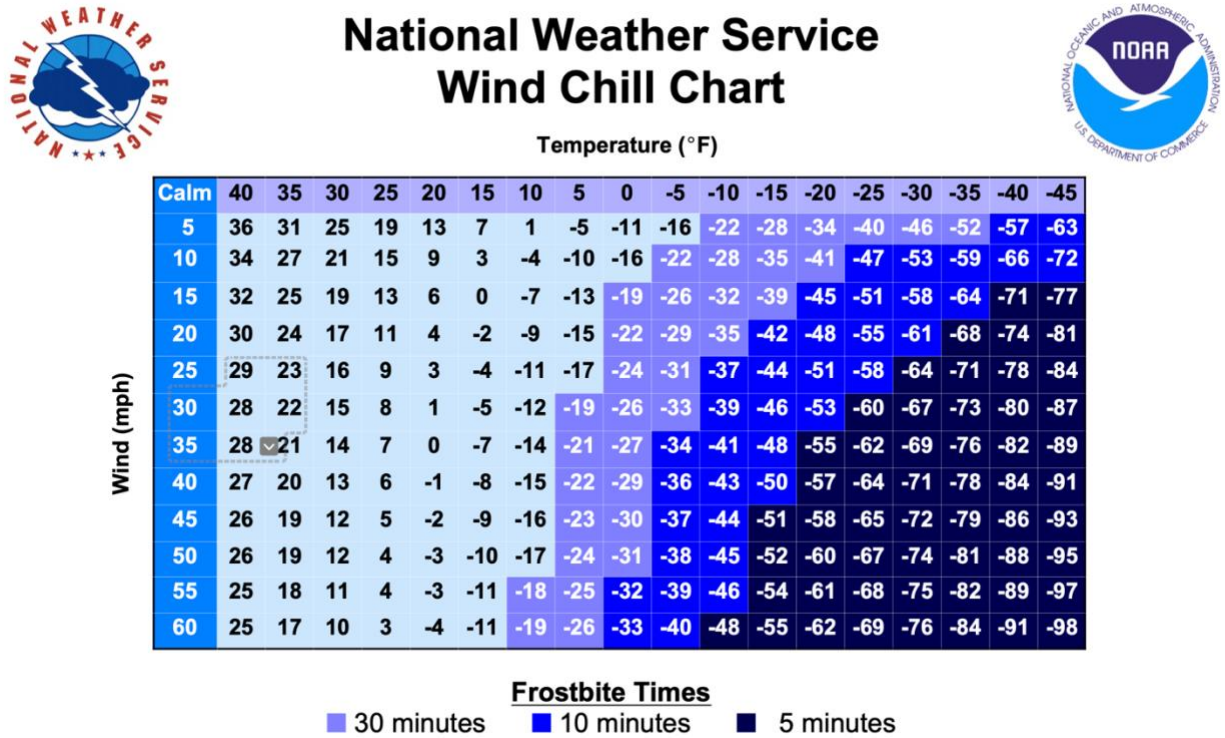 NATIONAL WEATHER SERVICE
National Weather Service
Wind Chill Chart
NATIONAL OCEANIC AND ATMOSPHERIC ADMINISTRATION
NOAA
U.S. DEPARTMENT OF COMMERCE
Temperature (°F)
Calm 40 35 30 25 20 15 10 5 0 -5 -10 -15 -20 -25 -30 -35 -40 -45
5 36 31 25 19 13 7 1 -5 -11 -16 -22 -28 -34 -40 -46 -52 -57 -63
10 34 27 21 15 9 3 -4 -10 -16 -22 -28 -35 -41 -47 -53 -59 -66 -72
15 32 25 19 13 6 0 -7 -13 -19 -26 -32 -39 -45 -51 -58 -64 -71 -77
20 30 24 17 11 4 -2 -9 -15 -22 -29 -35 -42 -48 -55 -61 -68 -74 -81
25 29 23 16 9 3 -4 -11 -17 -24 -31 -37 -44 -51 -58 -64 -71 -78 -84
30 28 22 15 8 1 -5 -12 -19 -26 -33 -39 -46 -53 -60 -67 -73 -80 -87
35 28 21 14 7 0 -7 -14 -21 -27 -34 -41 -48 -55 -62 -69 -76 -82 -89
40 27 20 13 6 -1 -8 -15 -22 -29 -36 -43 -50 -57 -64 -71 -78 -84 -91
45 26 19 12 5 -2 -9 -16 -23 -30 -37 -44 -51 -58 -65 -72 -79 -86 -93
50 26 19 12 4 -3 -10 -17 -24 -31 -38 -45 -52 -60 -67 -74 -81 -88 -95
55 25 18 11 4 -3 -11 -18 -25 -32 -39 -46 -54 -61 -68 -75 -82 -89 -97
60 25 17 10 3 -4 -11 -19 -26 -33 -40 -48 -55 -62 -69 -76 -84 -91 -98
Wind (mph)
Frostbite Times
30 minutes 10 minutes 5 minutes